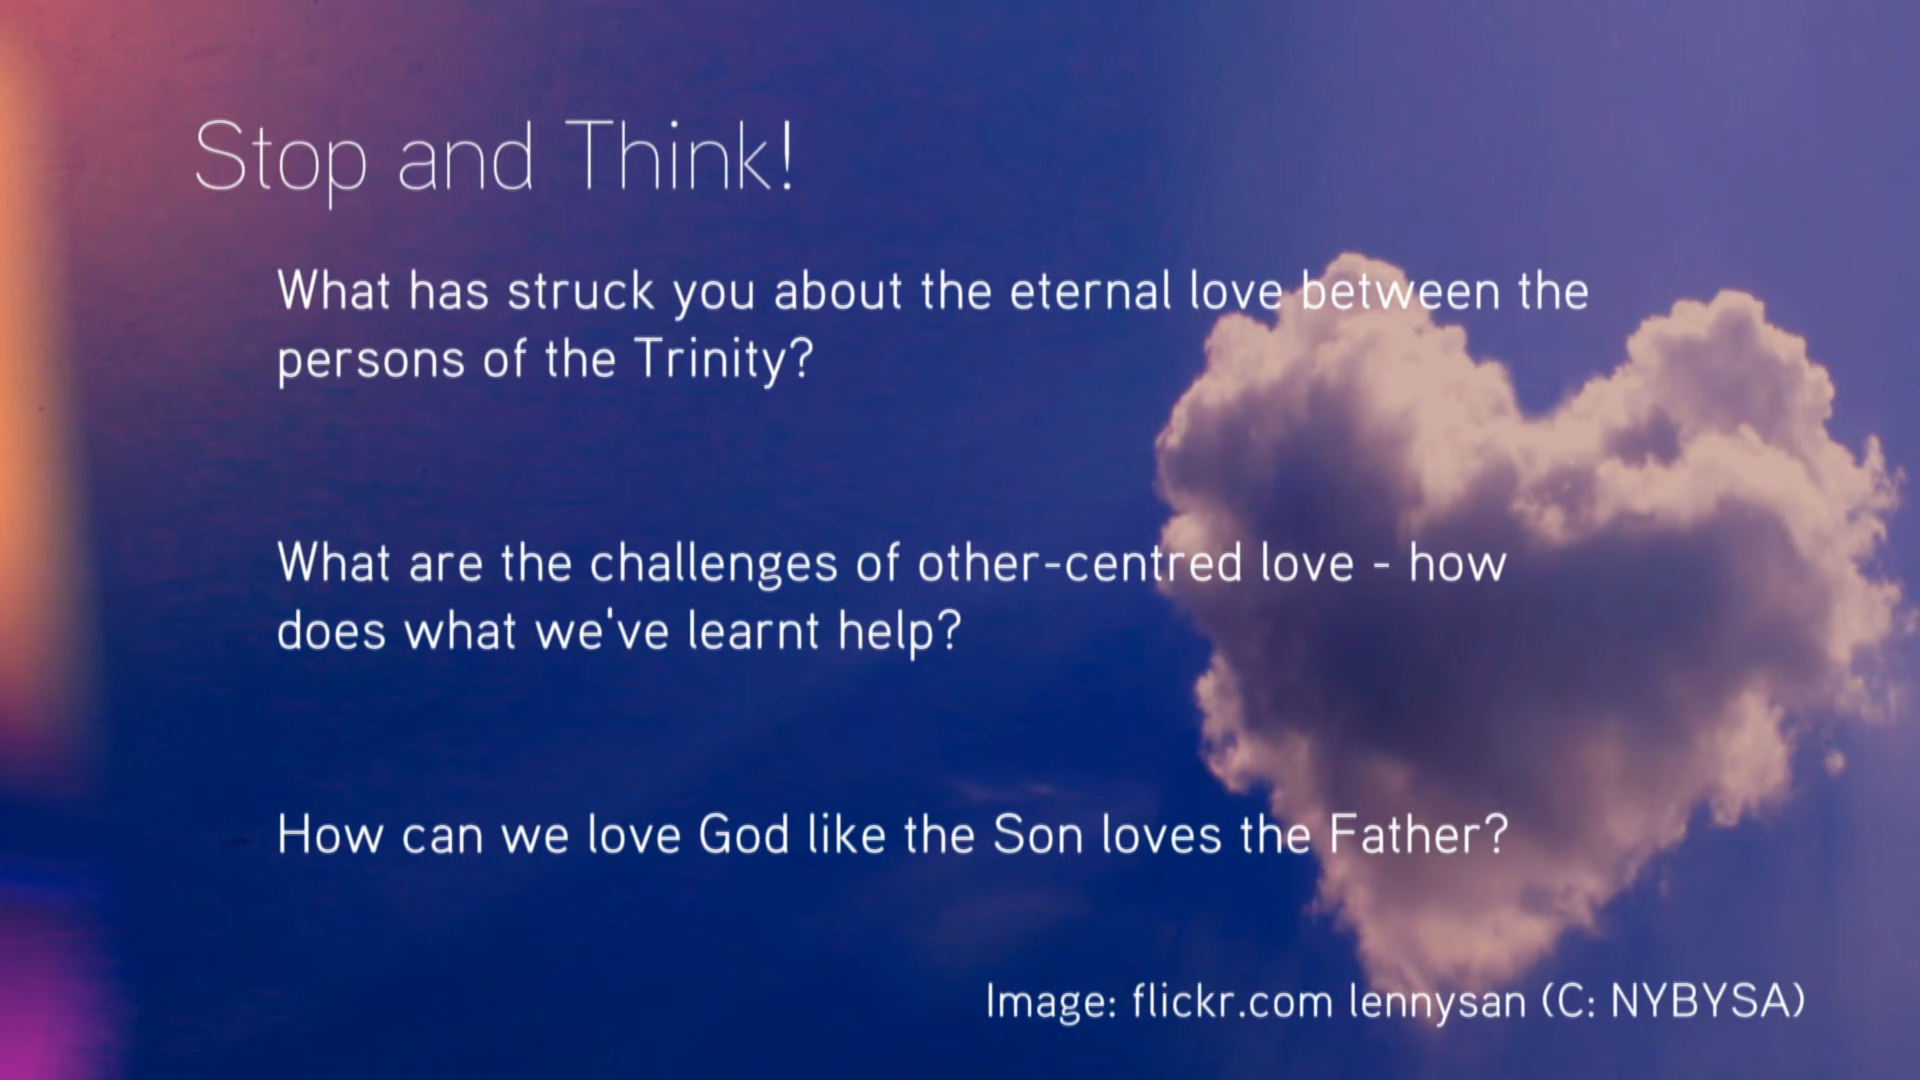 Stop and Think!
What has struck you about the eternal love between the
persons of the Trinity?
What are the challenges of other-centred love - how
does what we've learnt help?
How can we love God like the Son loves the Father?
Image: flickr.com lennysan (C: NYBYSA)